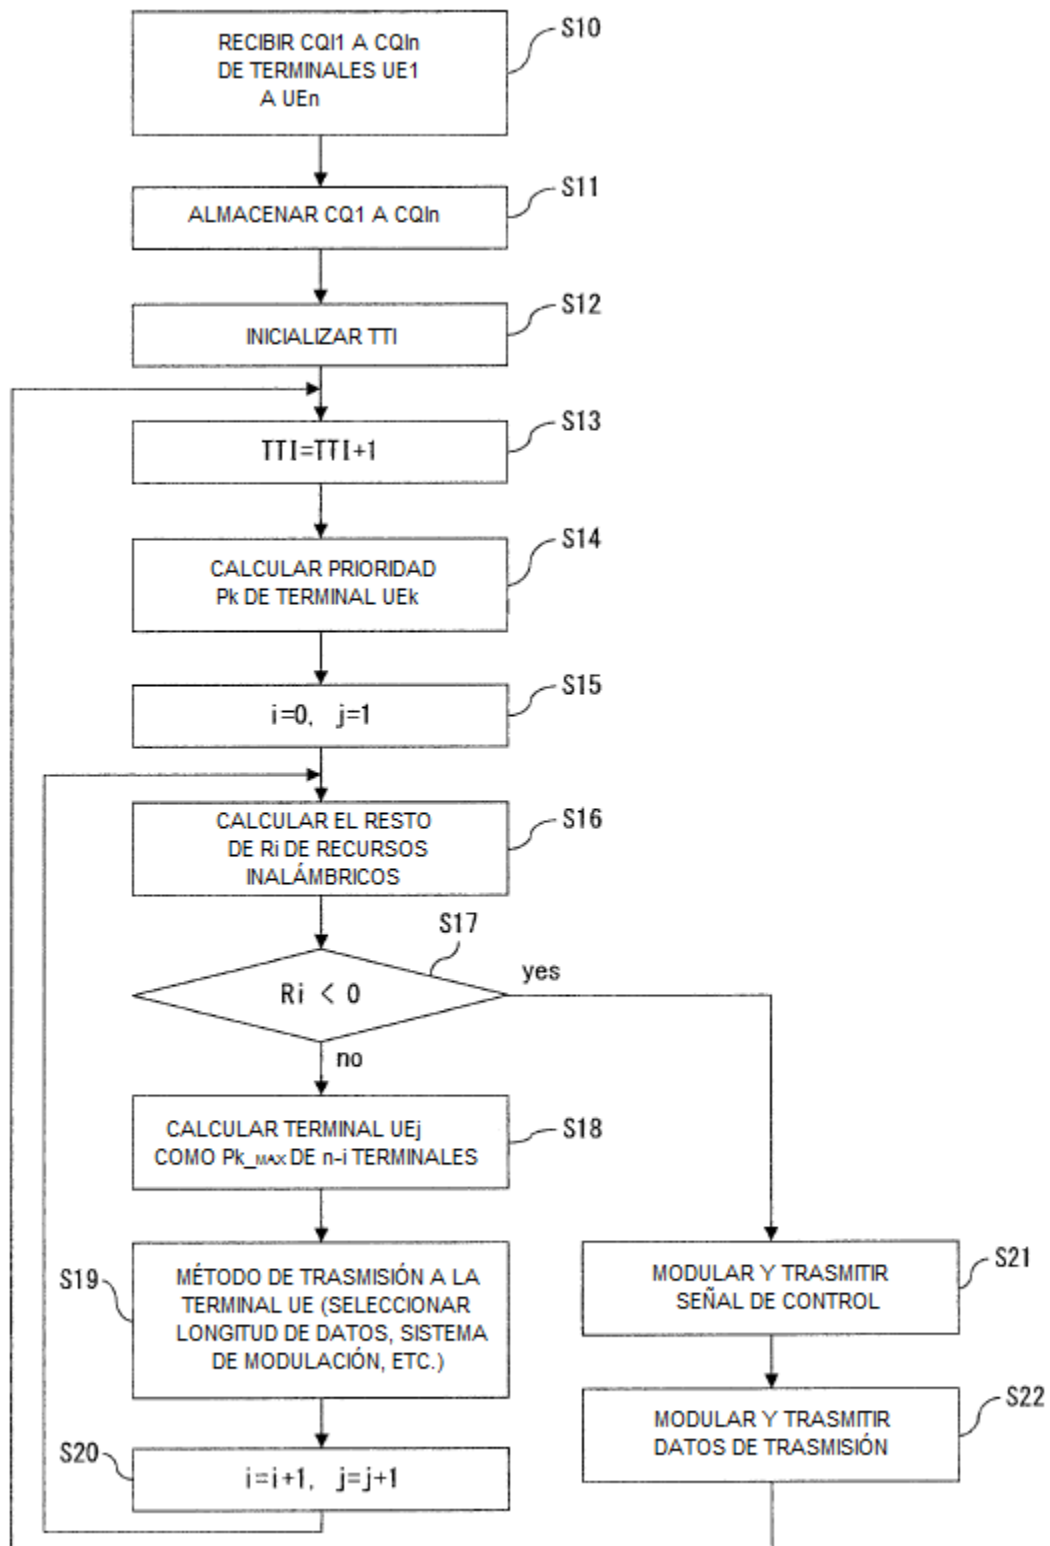 RECIBIR CQI1 A CQIn
DE TERMINALES UE1
A UEn
S10
ALMACENAR CQ1 A CQIn
S11
INICIALIZAR TTI
S12
TTI=TTI+1
S13
CALCULAR PRIORIDAD
Pk DE TERMINAL UEk
S14
i=0, j=1
S15
CALCULAR EL RESTO
DE Ri DE RECURSOS
INALÁMBRICOS
S16
S17
Ri < 0
yes
no
CALCULAR TERMINAL UEj
COMO Pk_MAX DE n-i TERMINALES
S18
S19
MÉTODO DE TRASMISIÓN A LA
TERMINAL UE (SELECCIONAR
LONGITUD DE DATOS, SISTEMA
DE MODULACIÓN, ETC.)
MODULAR Y TRASMITIR
SEÑAL DE CONTROL
S21
S20
i=i+1, j=j+1
MODULAR Y TRASMITIR
DATOS DE TRASMISIÓN
S22